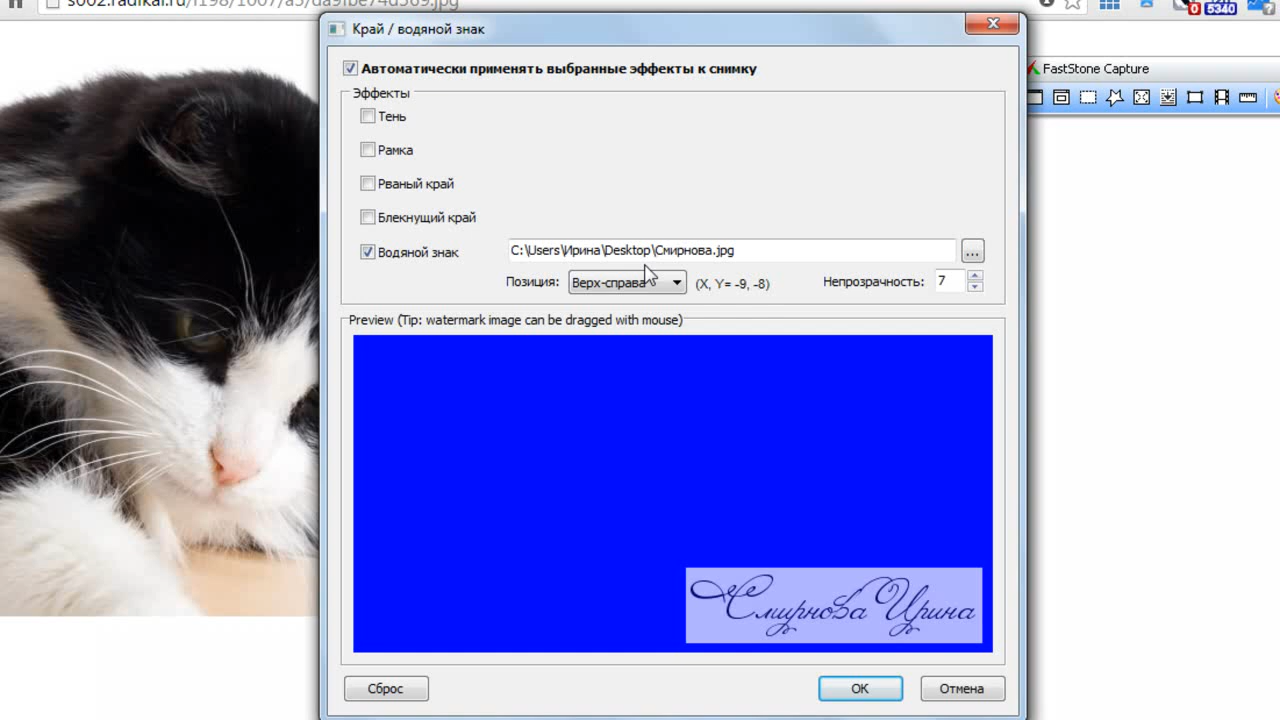 Край / водяной знак
FastStone Capture
5340
0
Автоматически применять выбранные эффекты к снимку
Эффекты
Тень
Рамка
Рваный край
Блекнущий край
Водяной знак
C:\Users\Ирина\Desktop\Смирнова.jpg
...
Позиция:
Верх-справа
(X, Y= -9, -8)
Непрозрачность:
7
Preview (Tip: watermark image can be dragged with mouse)
Смирнова Ирина
Сброс
OK
Отмена